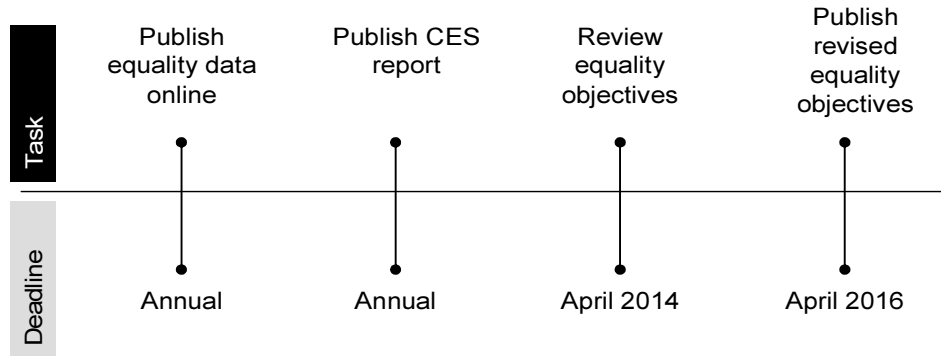 Task
Publish
equality data
online
Publish CES
report
Review
equality
objectives
Publish
revised
equality
objectives
Deadline
Annual
Annual
April 2014
April 2016